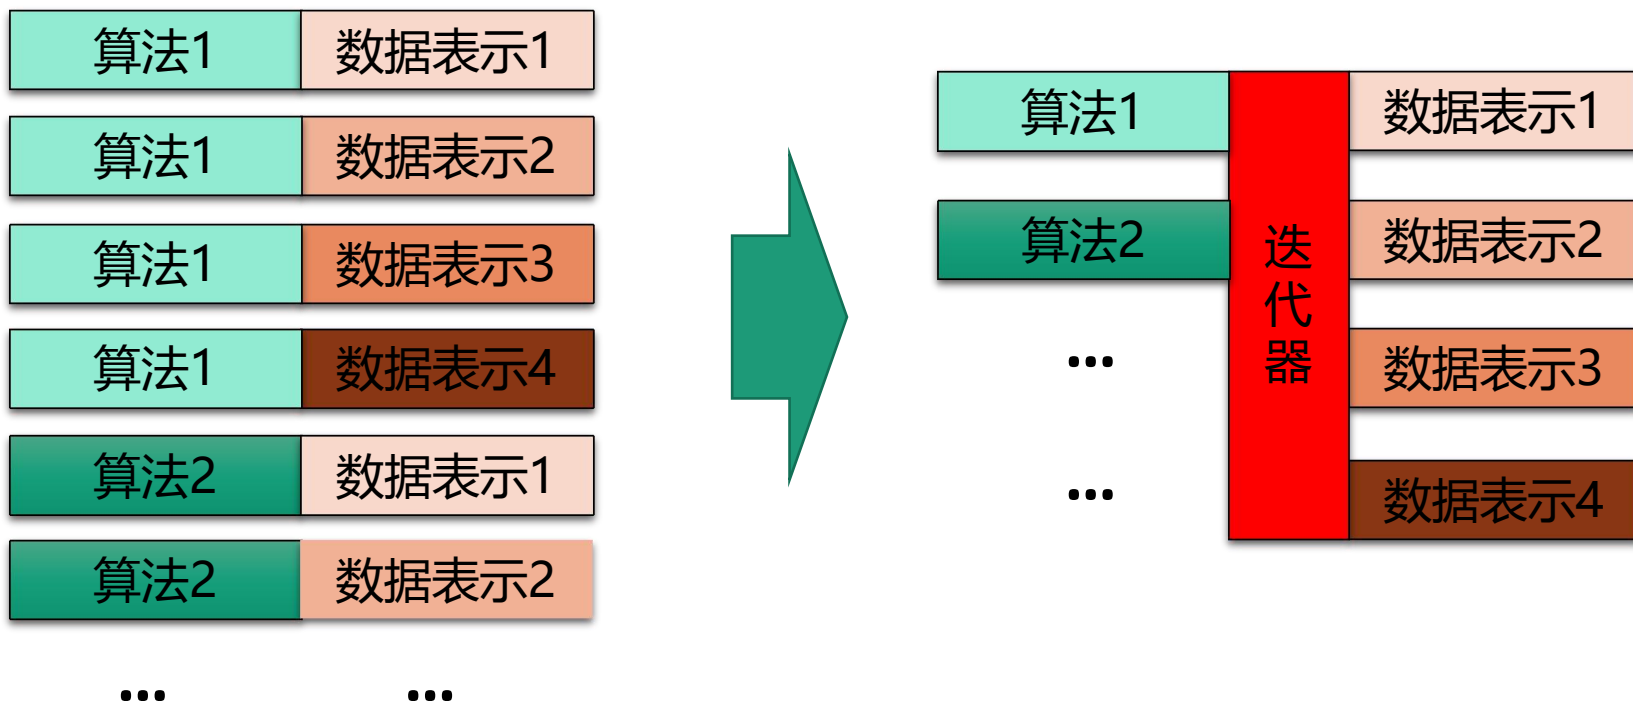 算法1 数据表示1
算法1 数据表示2
算法1 数据表示3
算法1 数据表示4
算法2 数据表示1
算法2 数据表示2
... ...
算法1
算法2
...
...
迭代器
数据表示1
数据表示2
数据表示3
数据表示4